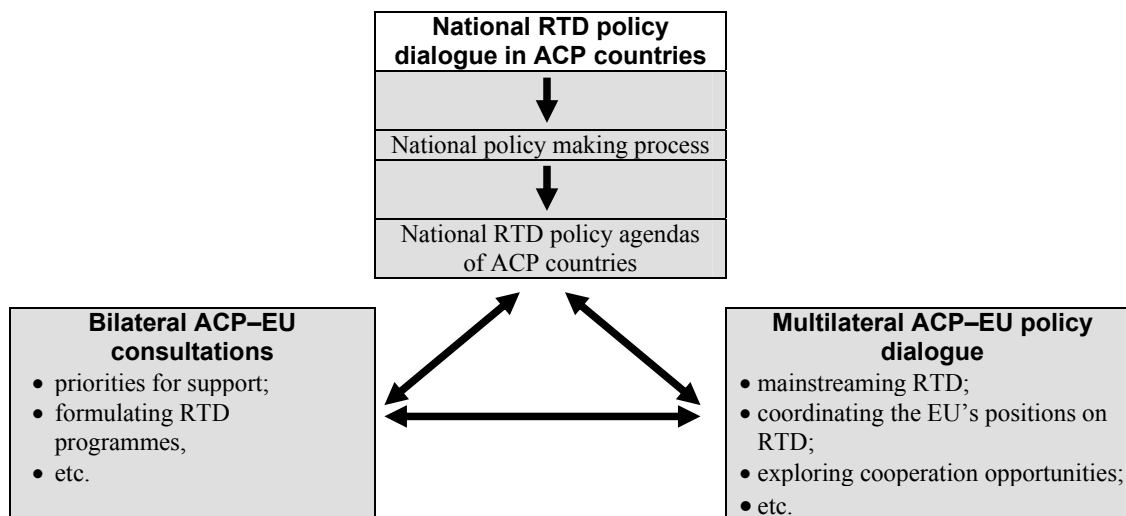 National RTD policy
dialogue in ACP countries
National policy making process
National RTD policy agendas
of ACP countries
Bilateral ACP–EU
consultations
• priorities for support;
• formulating RTD
programmes,
• etc.
Multilateral ACP–EU policy
dialogue
• mainstreaming RTD;
• coordinating the EU’s positions on
RTD;
• exploring cooperation opportunities;
• etc.